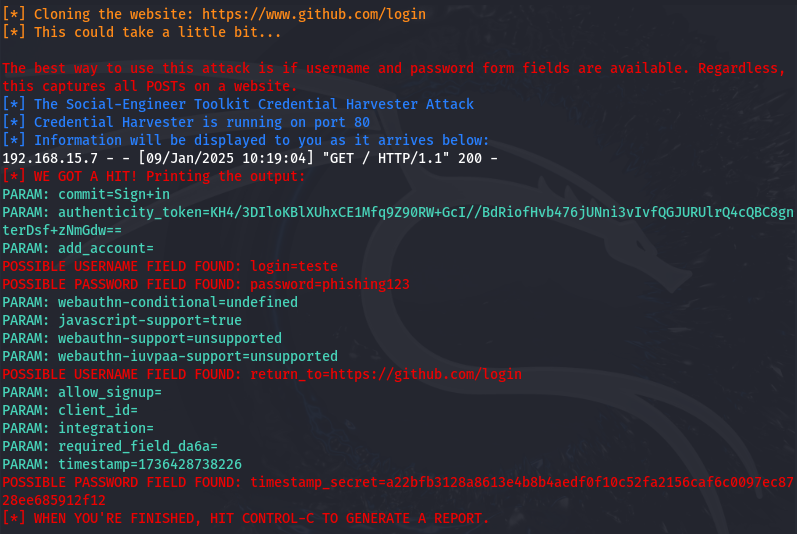 [*] Cloning the website: https://www.github.com/login
[*] This could take a little bit...
The best way to use this attack is if username and password form fields are available. Regardless,
this captures all POSTs on a website.
[*] The Social-Engineer Toolkit Credential Harvester Attack
[*] Credential Harvester is running on port 80
[*] Information will be displayed to you as it arrives below:
192.168.15.7 - - [09/Jan/2025 10:19:04] "GET / HTTP/1.1" 200 -
[*] WE GOT A HIT! Printing the output:
PARAM: commit=Sign+in
PARAM: authenticity_token=KH4/3DIloKBlXUhxCE1Mfq9Z90RW+GcI//BdRiofHvb476jUNni3vIvfQGJURUlrQ4cQBC8gn
terDsf+zNmGdw==
PARAM: add_account=
POSSIBLE USERNAME FIELD FOUND: login=teste
POSSIBLE PASSWORD FIELD FOUND: password=phishing123
PARAM: webauthn-conditional=undefined
PARAM: javascript-support=true
PARAM: webauthn-support=unsupported
PARAM: webauthn-iuvpaa-support=unsupported
POSSIBLE USERNAME FIELD FOUND: return_to=https://github.com/login
PARAM: allow_signup=
PARAM: client_id=
PARAM: integration=
PARAM: required_field_da6a=
PARAM: timestamp=1736428738226
POSSIBLE PASSWORD FIELD FOUND: timestamp_secret=a22bfb3128a8613e4b8b4aedf0f10c52fa2156caf6c0097ec87
28ee685912f12
[*] WHEN YOU'RE FINISHED, HIT CONTROL-C TO GENERATE A REPORT.